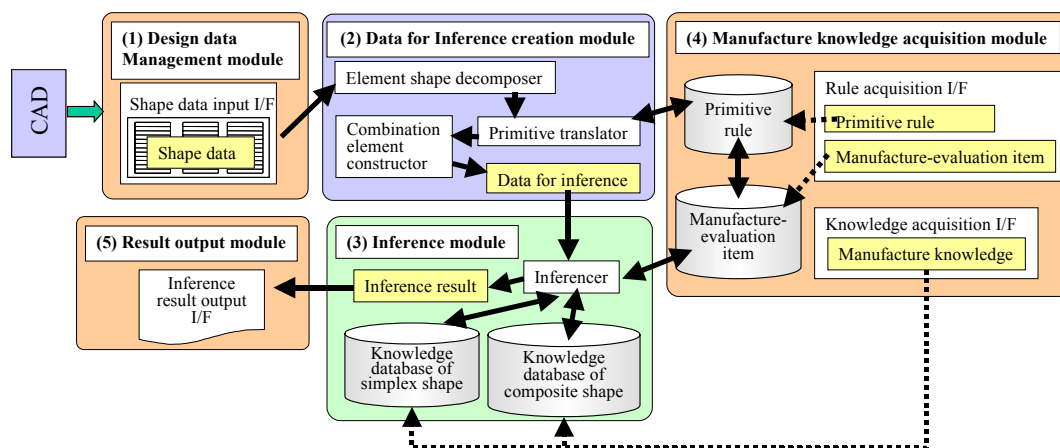 CAD
(1) Design data
Management module
Shape data input I/F
Shape data
(2) Data for Inference creation module
Element shape decomposer
Primitive translator
Combination
element
constructor
Data for inference
(4) Manufacture knowledge acquisition module
Primitive
rule
Manufacture-
evaluation
item
Rule acquisition I/F
Primitive rule
Manufacture-evaluation item
Knowledge acquisition I/F
Manufacture knowledge
(5) Result output module
Inference
result output
I/F
(3) Inference module
Inferencer
Inference result
Knowledge
database of
simplex shape
Knowledge
database of
composite shape